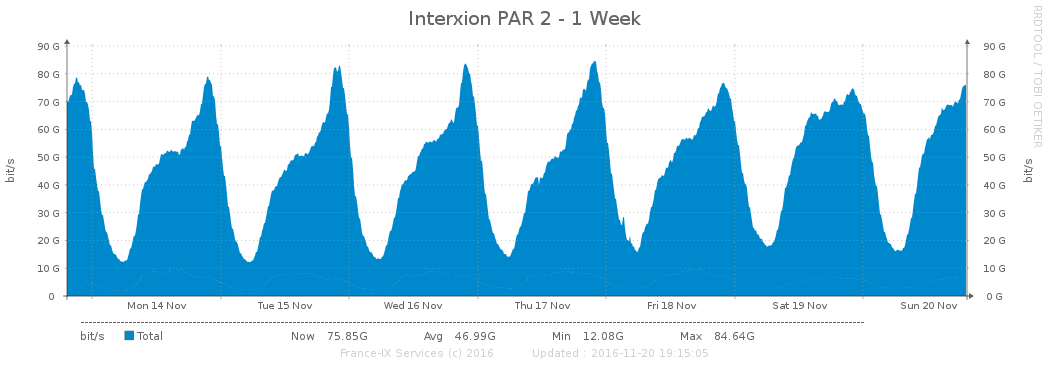 Interxion PAR 2 - 1 Week
RRDTOOL / TOBI OETIKER
90 G 90 G
80 G 80 G
70 G 70 G
60 G 60 G
50 G 50 G
40 G 40 G
30 G 30 G
20 G 20 G
10 G 10 G
0 0 G
bit/s bit/s
Mon 14 Nov Tue 15 Nov Wed 16 Nov Thu 17 Nov Fri 18 Nov Sat 19 Nov Sun 20 Nov
bit/s Total Now 75.85G Avg 46.99G Min 12.08G Max 84.64G
France-IX Services (c) 2016 Updated : 2016-11-20 19:15:05